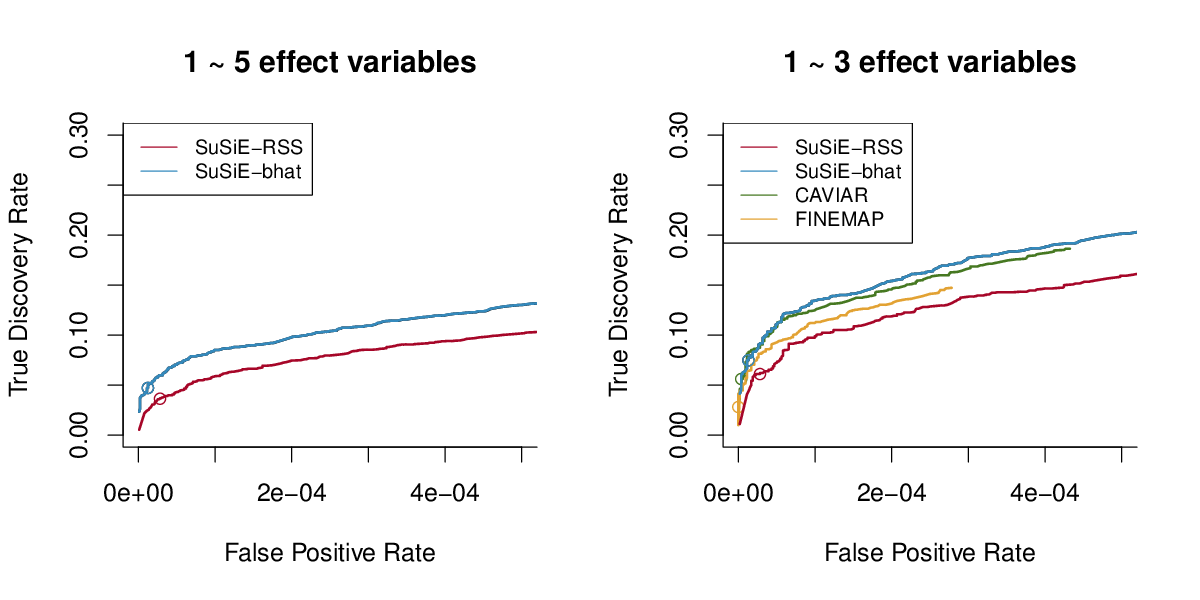 1 ~ 5 effect variables
SuSiE−RSS
SuSiE−bhat
True Discovery Rate
0.00
0.10
0.20
0.30
0e+00
2e−04
4e−04
False Positive Rate
1 ~ 3 effect variables
SuSiE−RSS
SuSiE−bhat
CAVIAR
FINEMAP
True Discovery Rate
0.00
0.10
0.20
0.30
0e+00
2e−04
4e−04
False Positive Rate